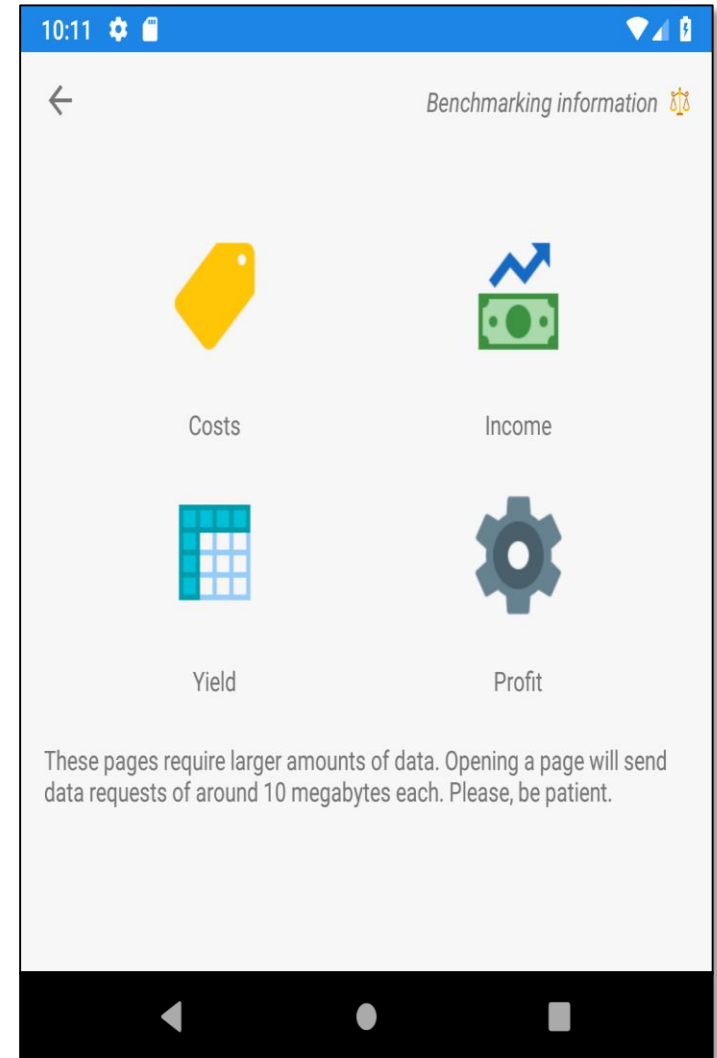 10:11
Benchmarking information
Costs
Income
Yield
Profit
These pages require larger amounts of data. Opening a page will send
data requests of around 10 megabytes each. Please, be patient.